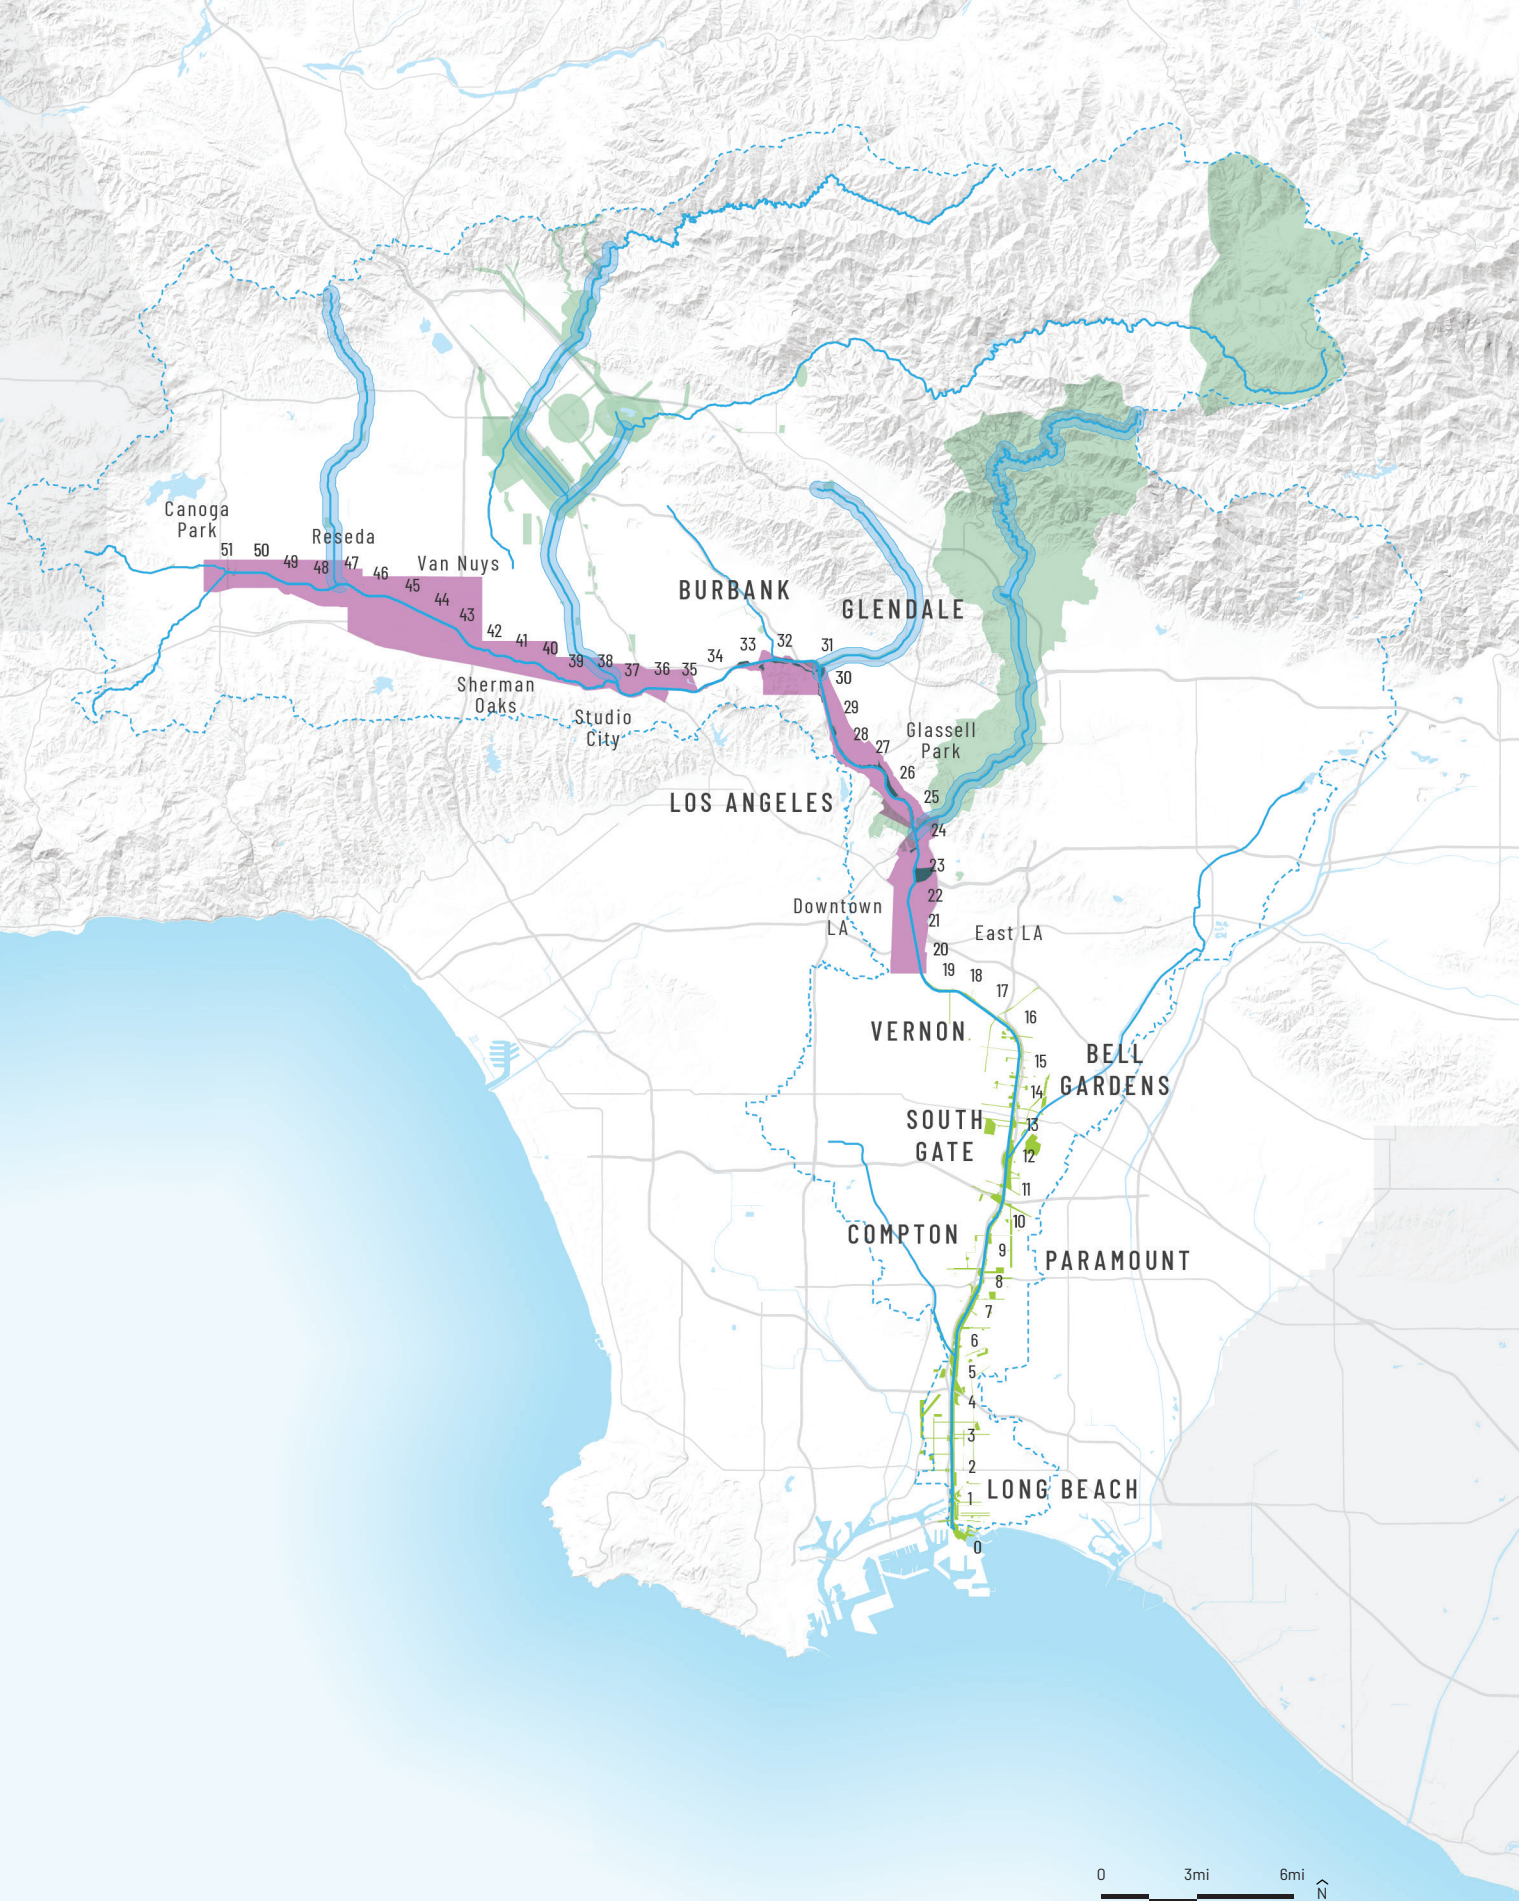 Canoga
Park
51
50
49
48
Reseda
47
46
Van Nuys
45
44
43
42
41
40
39
38
37
36
35
34
33
32
31
Sherman
Oaks
Studio
City
BURBANK
GLENDALE
30
29
28
27
26
25
24
23
22
21
20
19
18
17
16
15
14
13
12
11
10
9
8
7
6
5
4
3
2
1
0
Glassell
Park
LOS ANGELES
Downtown
LA
East LA
VERNON
BELL
GARDENS
SOUTH
GATE
COMPTON
PARAMOUNT
LONG BEACH
0
3mi
6mi
N